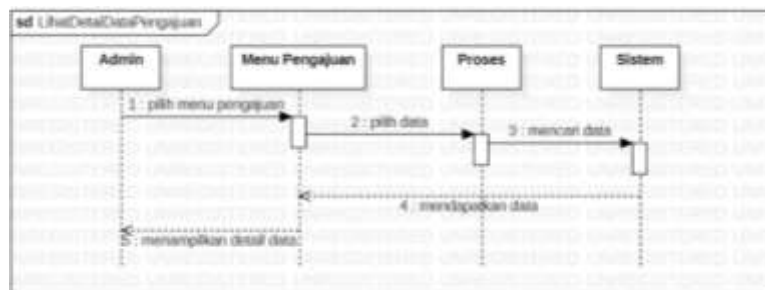 sd LihatDetailDataPengajuan
Admin
Menu Pengajuan
Proses
Sistem
1 : pilih menu pengajuan
2 : pilih data
3 : mencari data
4 : mendapatkan data
5 : menampilkan detail data